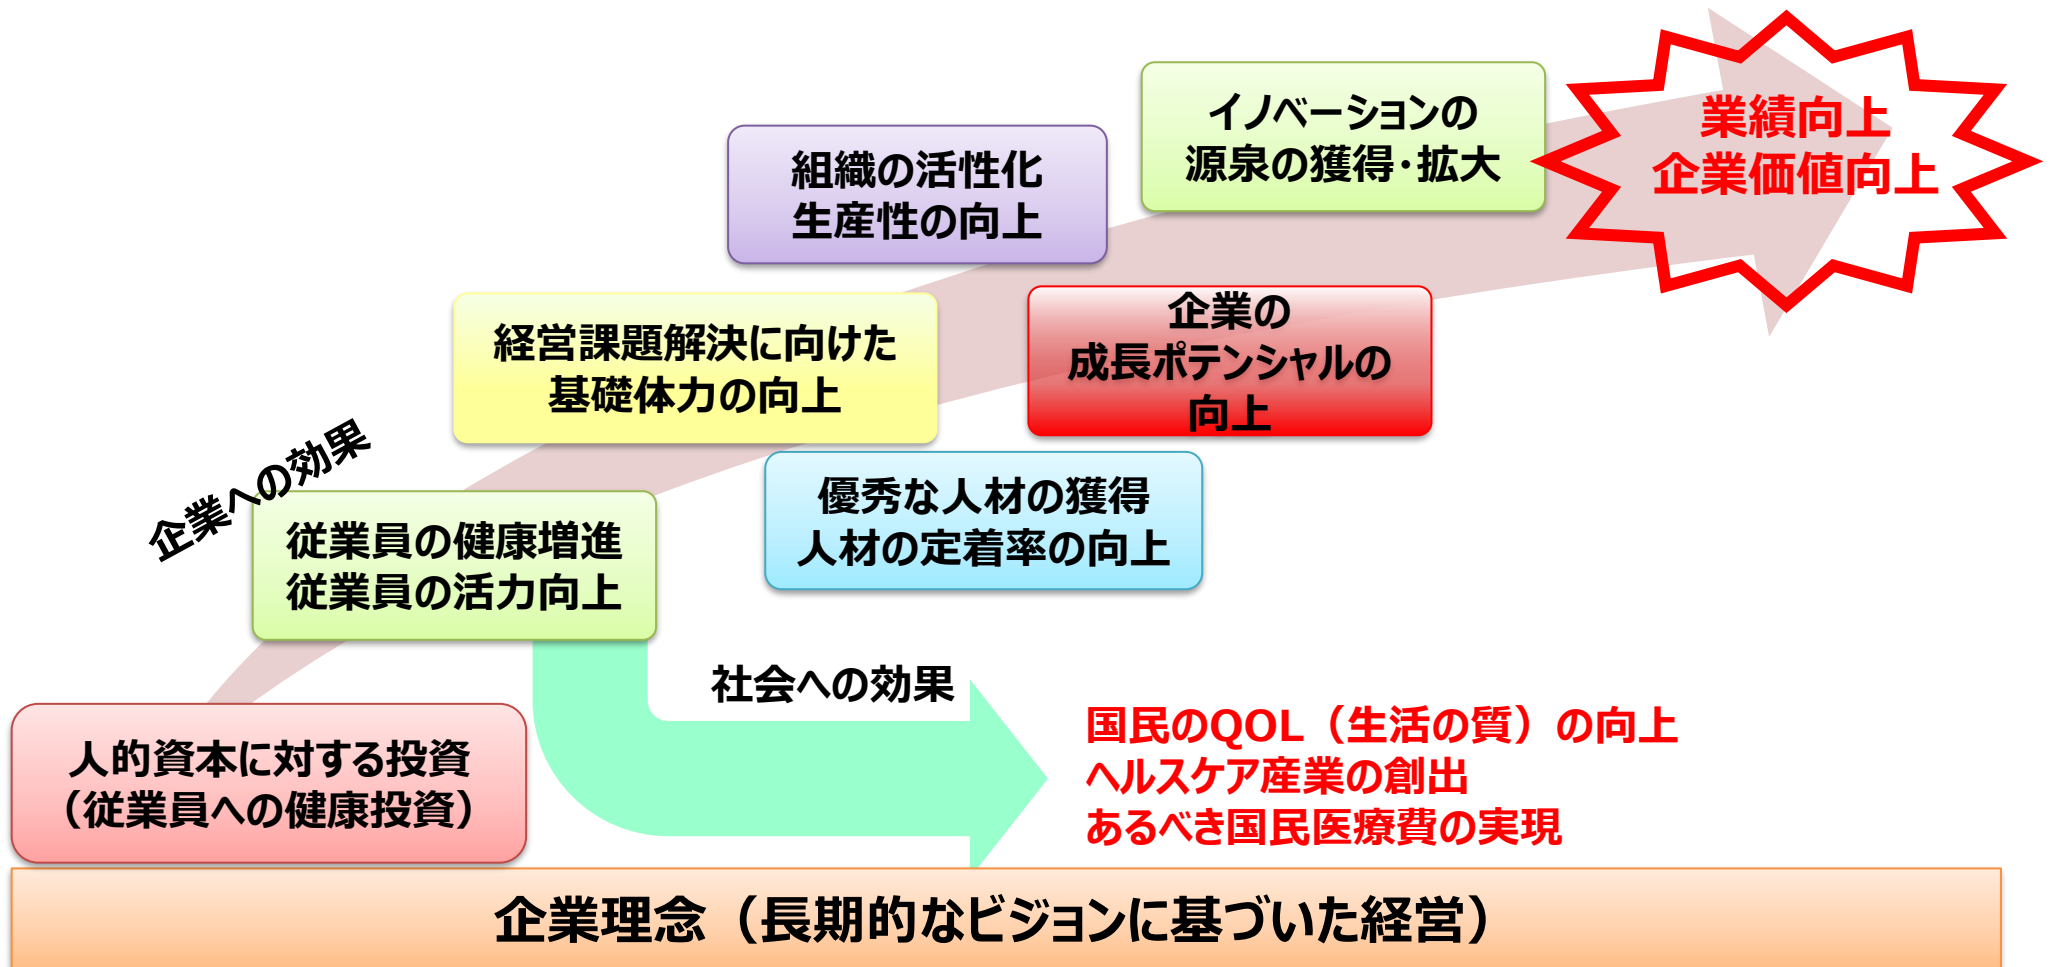 イノベーションの
源泉の獲得･拡大
業績向上
企業価値向上
組織の活性化
生産性の向上
経営課題解決に向けた
基礎体力の向上
企業の
成長ポテンシャルの
向上
企業への効果
従業員の健康増進
従業員の活力向上
優秀な人材の獲得
人材の定着率の向上
社会への効果
人的資本に対する投資
（従業員への健康投資）
国民のQOL（生活の質）の向上
ヘルスケア産業の創出
あるべき国民医療費の実現
企業理念（長期的なビジョンに基づいた経営）